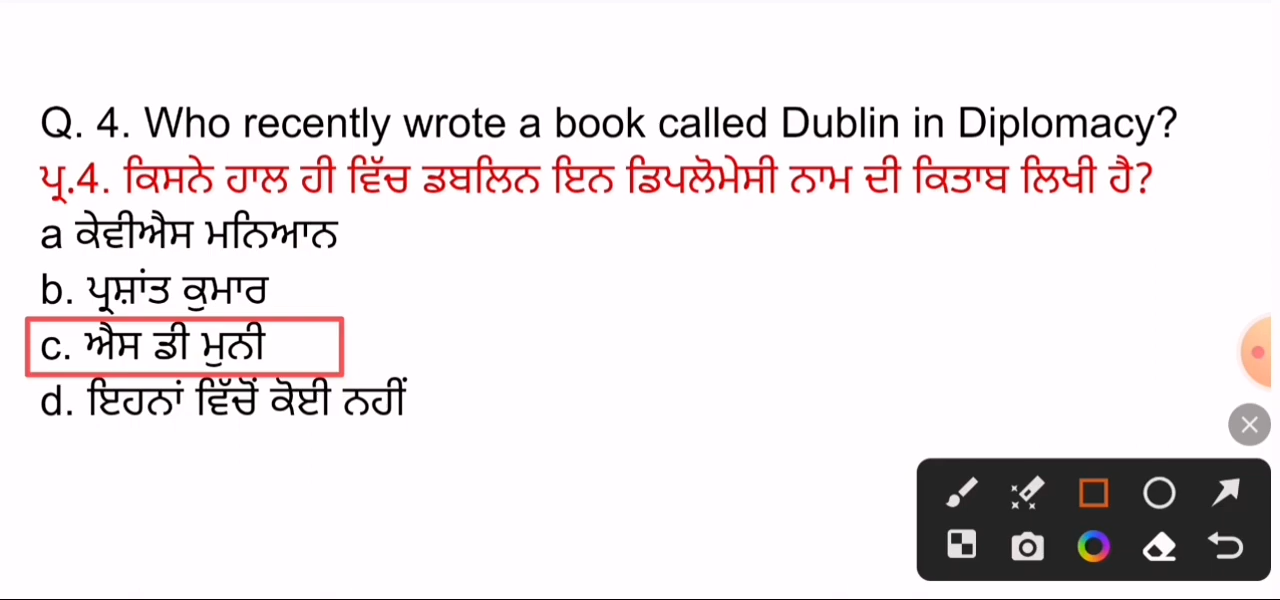 Q. 4. Who recently wrote a book called Dublin in Diplomacy?
ਪ੍ਰ.4. ਕਿਸਨੇ ਹਾਲ ਹੀ ਵਿੱਚ ਡਬਲਿਨ ਇਨ ਡਿਪਲੋਮੇਸੀ ਨਾਮ ਦੀ ਕਿਤਾਬ ਲਿਖੀ ਹੈ?
a ਕੇਵੀਐਸ ਮਨਿਆਨ
b. ਪ੍ਰਸ਼ਾਂਤ ਕੁਮਾਰ
c. ਐਸ ਡੀ ਮੁਨੀ
d. ਇਹਨਾਂ ਵਿੱਚੋਂ ਕੋਈ ਨਹੀਂ